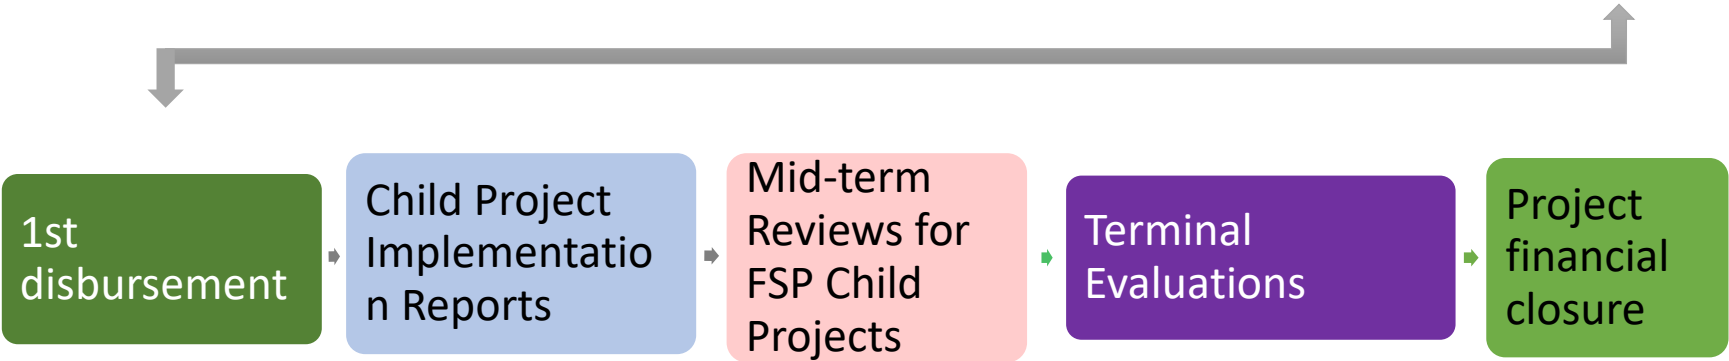 1st
disbursement
Child Project
Implementatio
n Reports
Mid-term
Reviews for
FSP Child
Projects
Terminal
Evaluations
Project
financial
closure